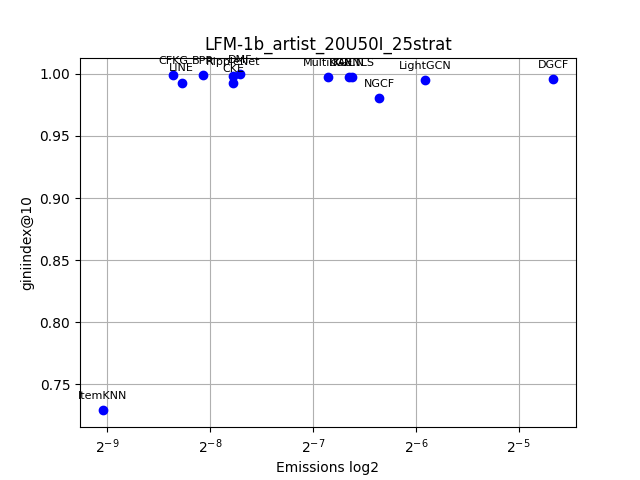 LFM-1b_artist_20U50I_25strat
CFKG
BPR
RippleNet
DMF
LINE
CKE
LightGCN
DGCF
NGCF
ItemKNN
1.00
0.95
0.90
0.85
0.80
0.75
giniindex@10
2⁻⁹
2⁻⁸
2⁻⁷
2⁻⁶
2⁻⁵
Emissions log2